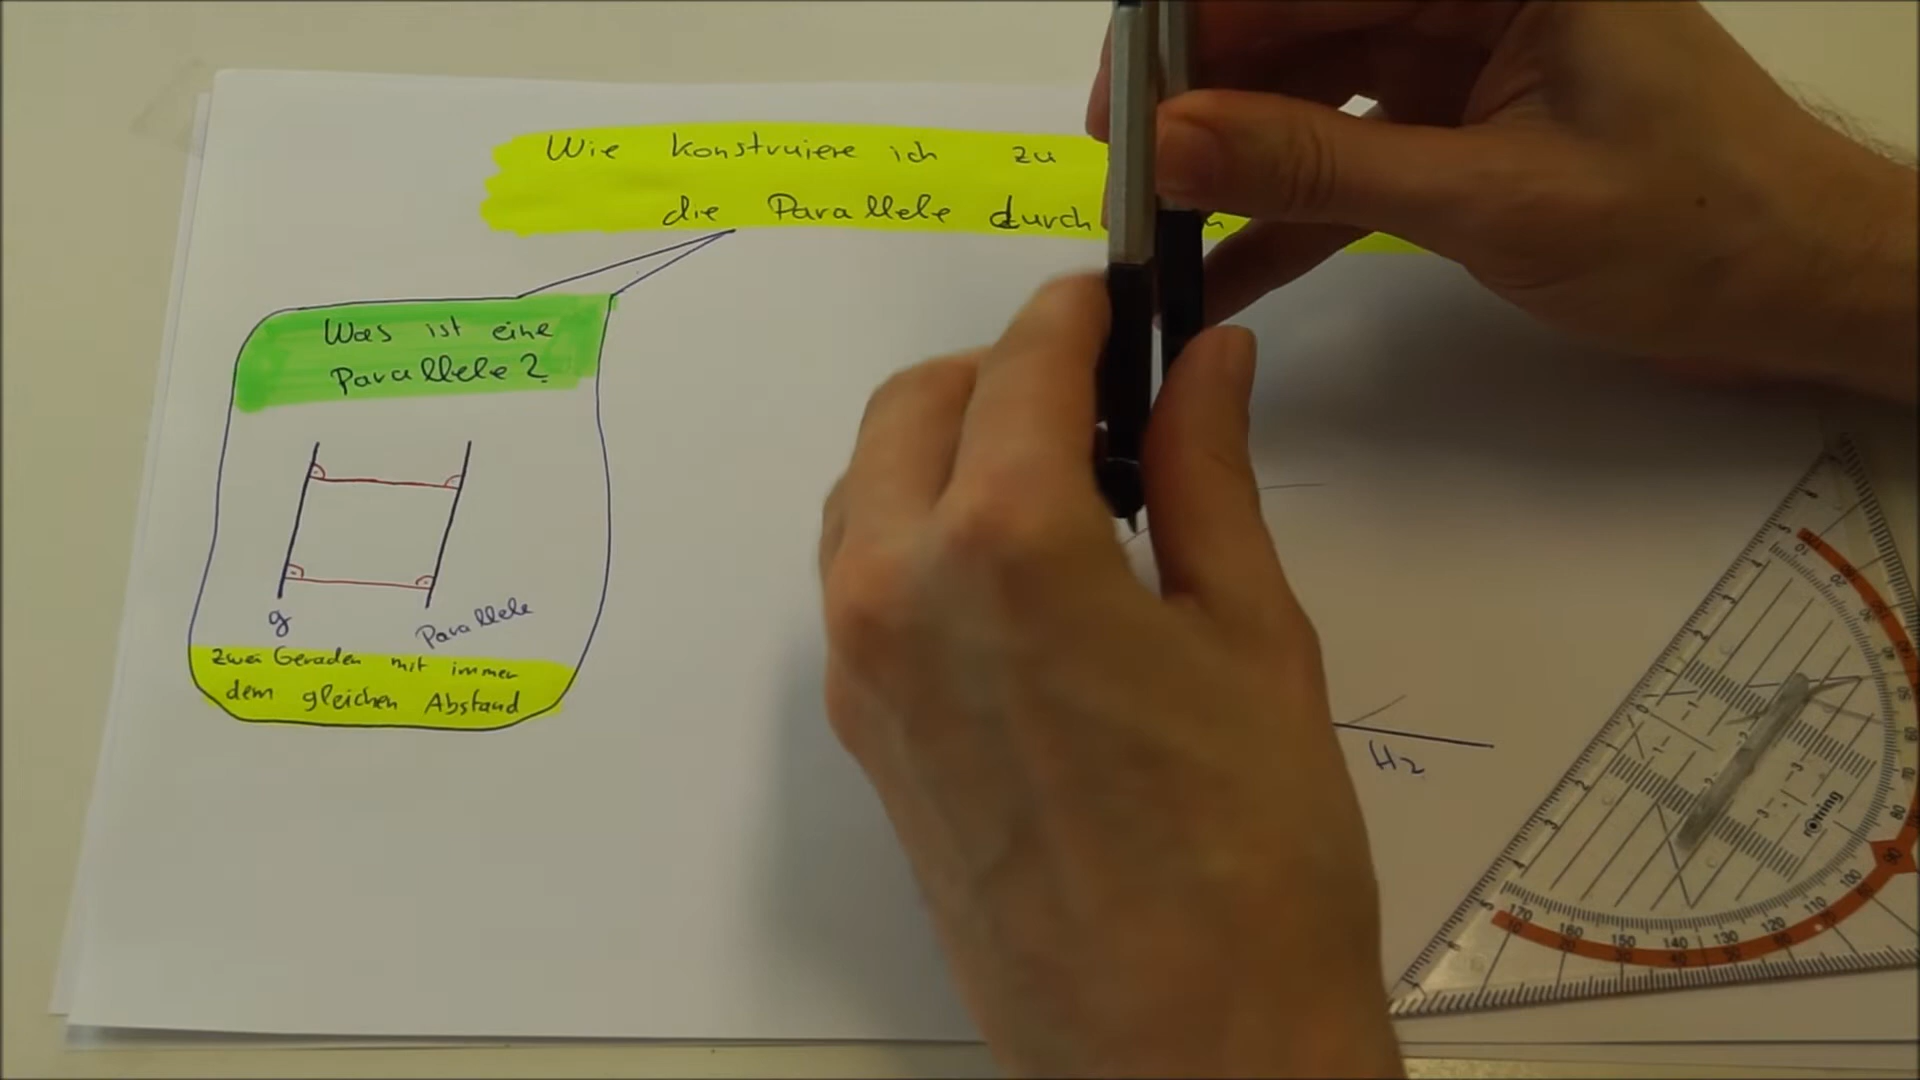 Wie konstruiere ich zu
die Parallele durch
Was ist eine
Parallele?
g
Parallele
zwei Geraden mit immer
dem gleichen Abstand
H2
rotring